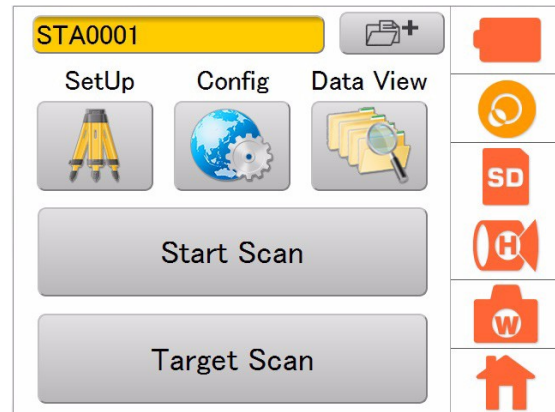 STA0001
SetUp Config Data View
SD
Start Scan
H
W
Target Scan